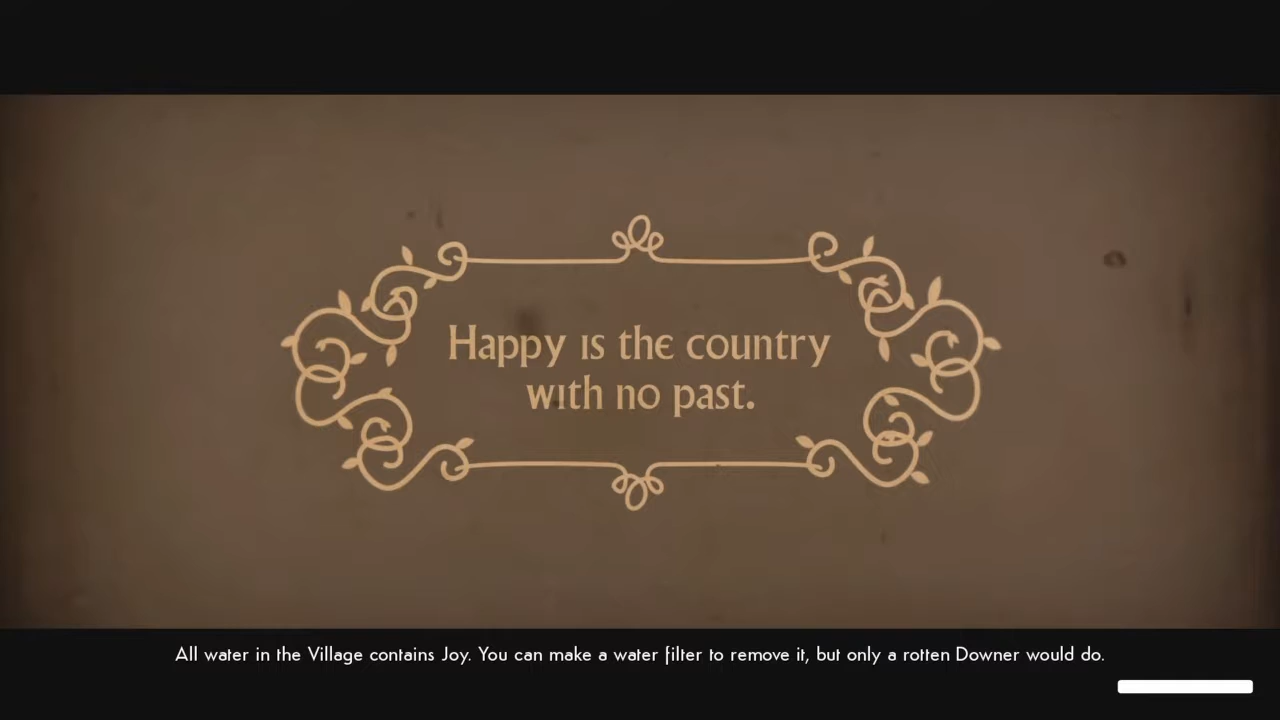 Happy is the country
with no past.
All water in the Village contains Joy. You can make a water filter to remove it, but only a rotten Downer would do.